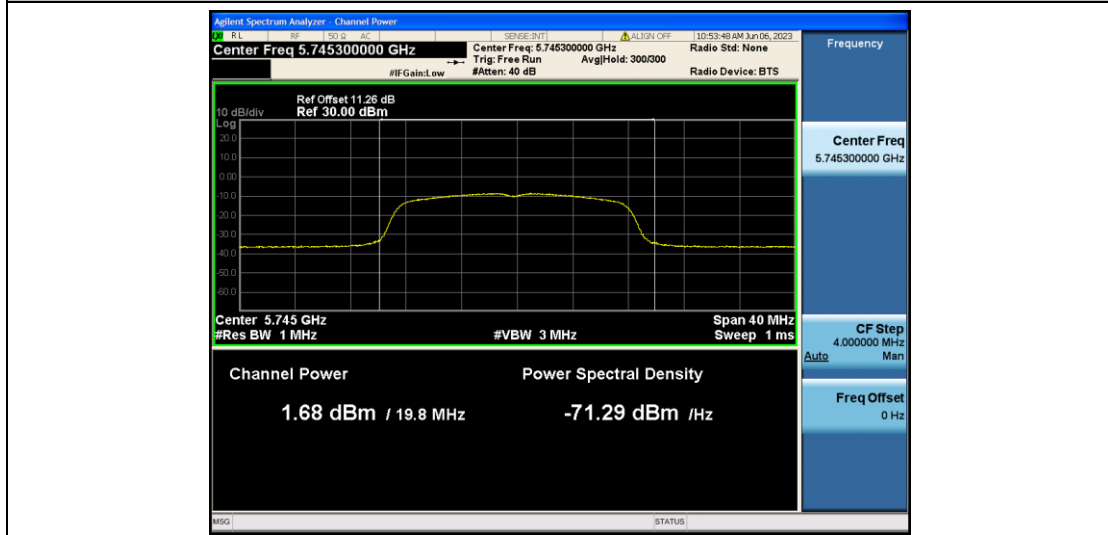 Agilent Spectrum Analyzer - Channel Power
RL RF 50 Ω AC SENSE:INT ALIGN OFF 10:53:48 AM Jun 06, 2023
Center Freq 5.745300000 GHz
Center Freq: 5.745300000 GHz
Radio Std: None
Trig: Free Run Avg|Hold: 300/300
#IFGain:Low #Atten: 40 dB Radio Device: BTS
Frequency
Ref Offset 11.26 dB
10 dB/div Ref 30.00 dBm
Log
20.0
10.0
0.00
-10.0
-20.0
-30.0
-40.0
-50.0
-60.0
Center 5.745 GHz Span 40 MHz
#Res BW 1 MHz #VBW 3 MHz Sweep 1 ms
Channel Power Power Spectral Density
1.68 dBm / 19.8 MHz -71.29 dBm /Hz
Center Freq
5.745300000 GHz
CF Step
4.000000 MHz
Auto Man
Freq Offset
0 Hz
MSG STATUS